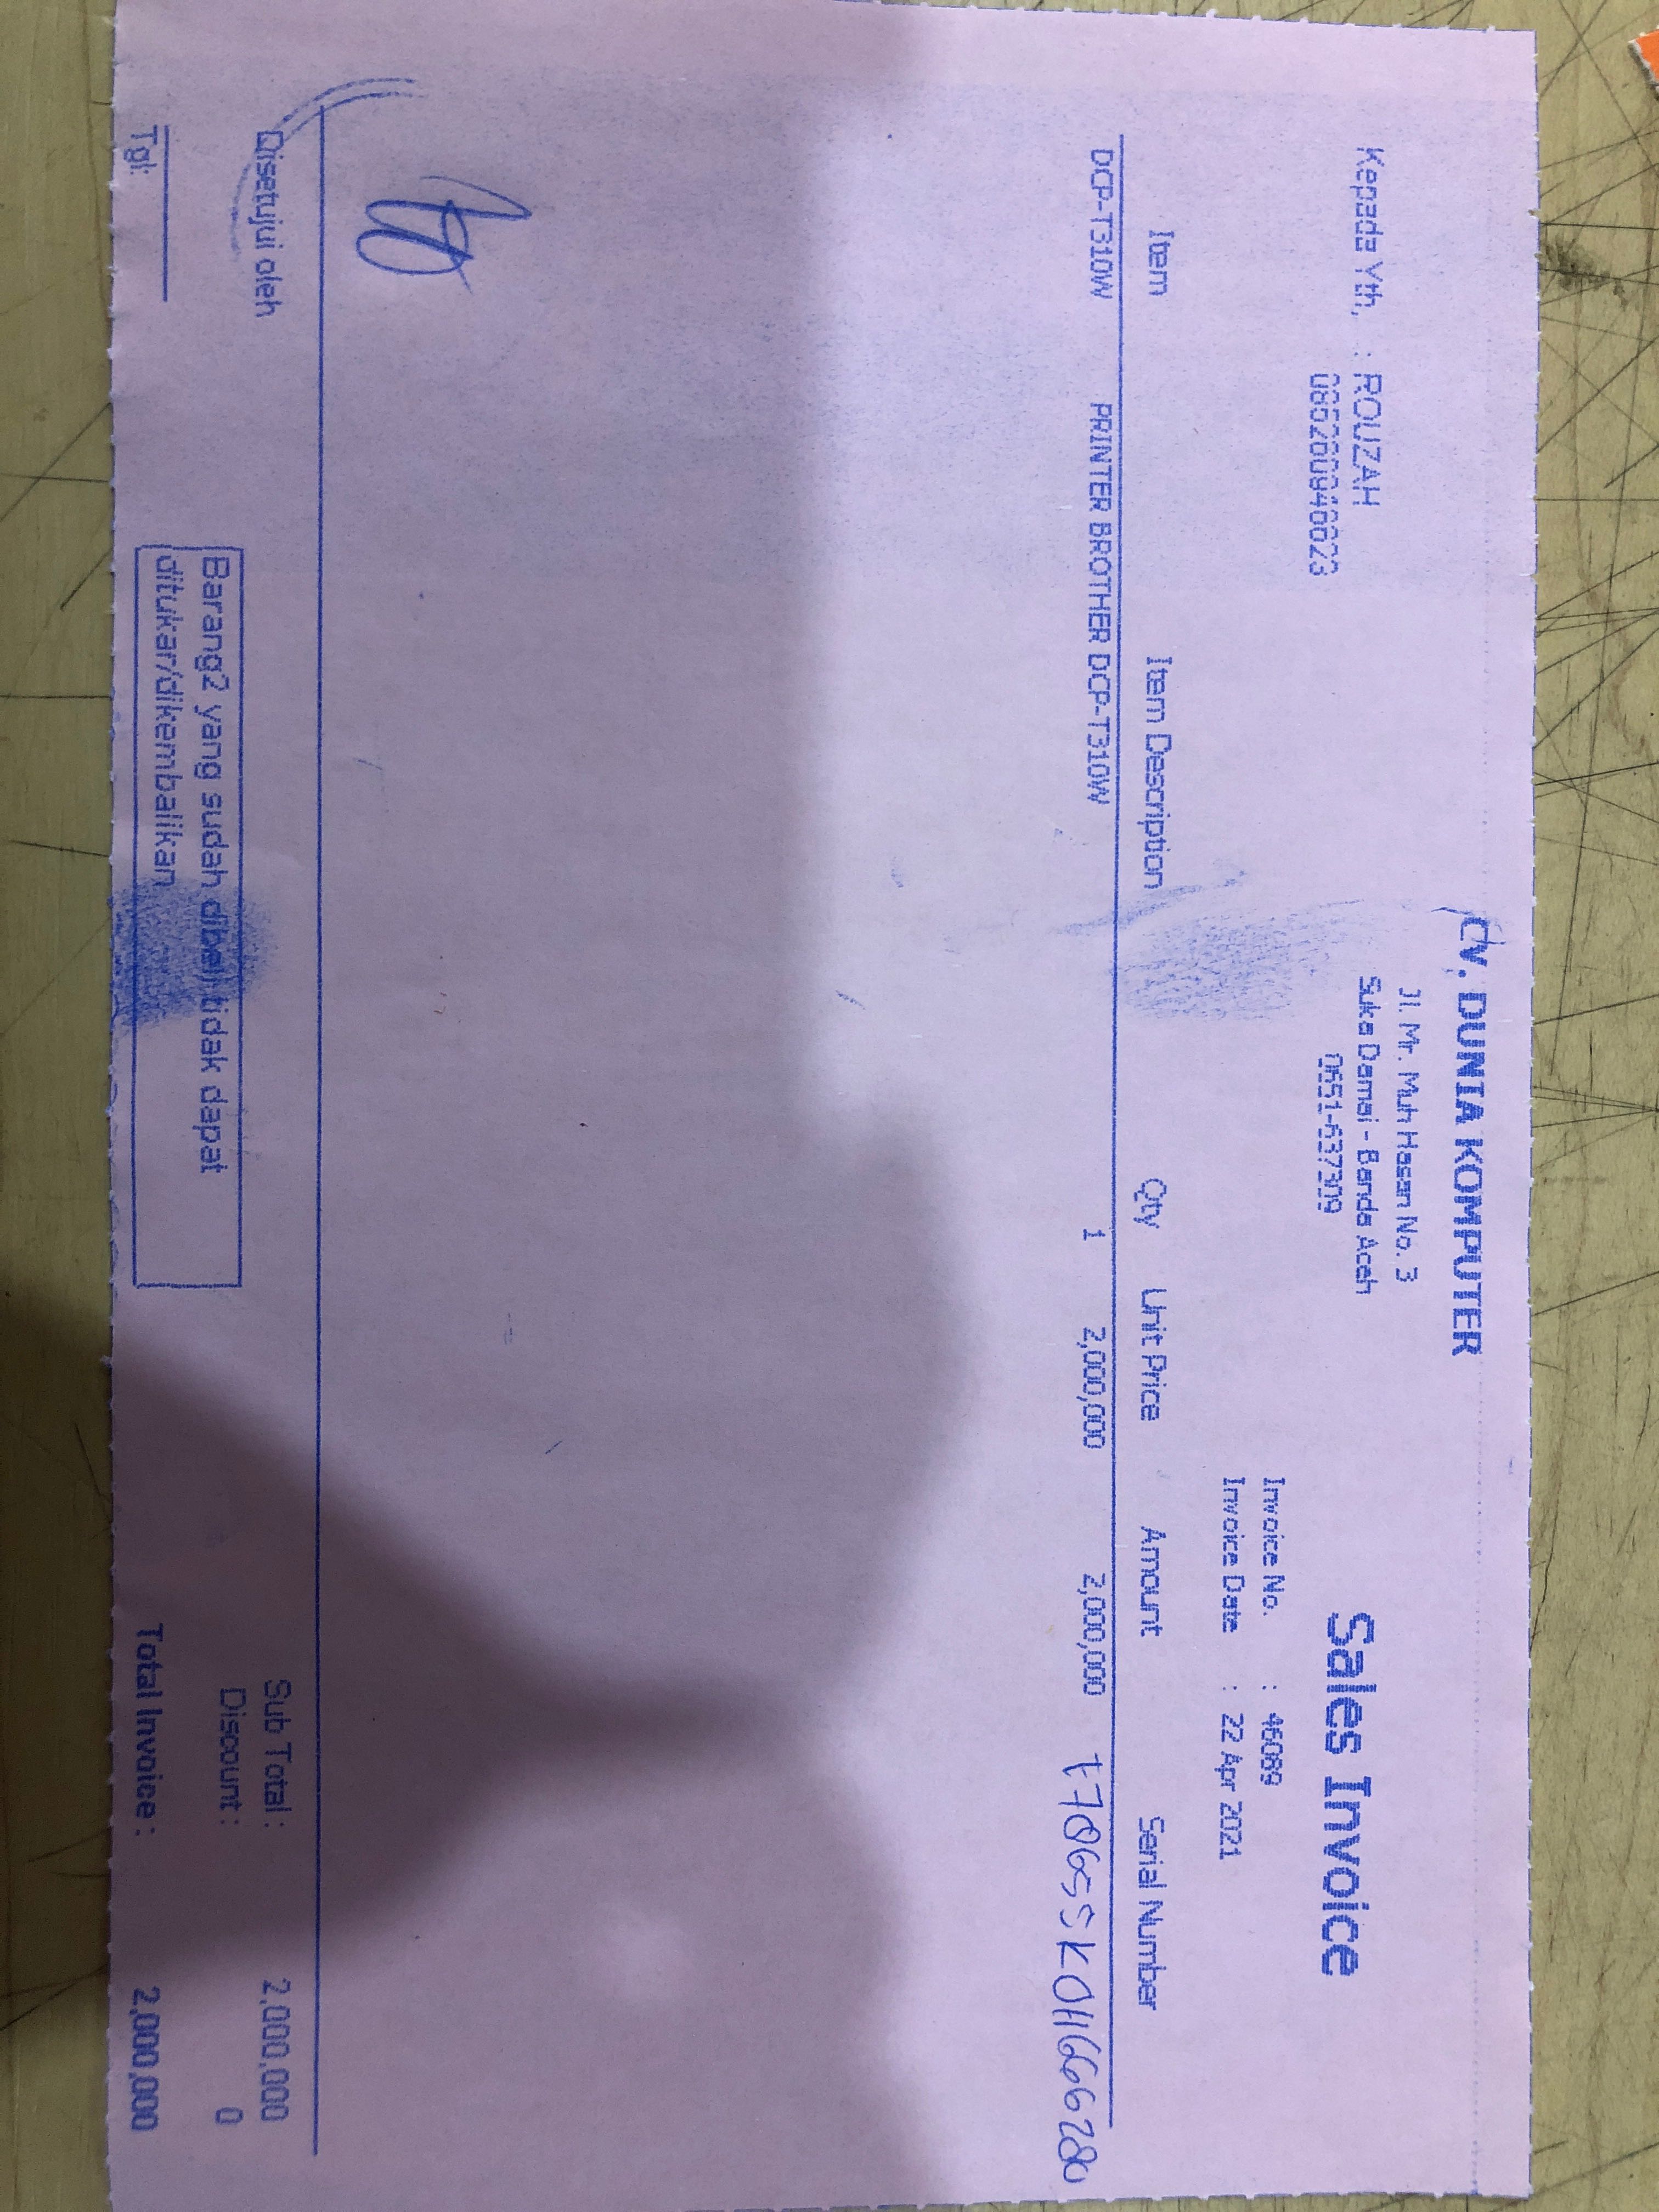 CV. DUNIA KOMPUTER
Jl. Mr. Muh Hasan No. 3
Suka Damai - Banda Aceh
0651-637309
Sales Invoice
Kepada Yth, : ROUZAH
Invoice No. : 46089
Invoice Date : 22 Apr 2021
Item Item Description Qty Unit Price Amount Serial Number
DCP-T310W PRINTER BROTHER DCP-T310W 1 2,000,000 2,000,000
Disetujui oleh
Tgl:
Barang2 yang sudah dibeli tidak dapat
ditukar/dikembalikan
Sub Total : 2,000,000
Discount : 0
Total Invoice : 2,000,000